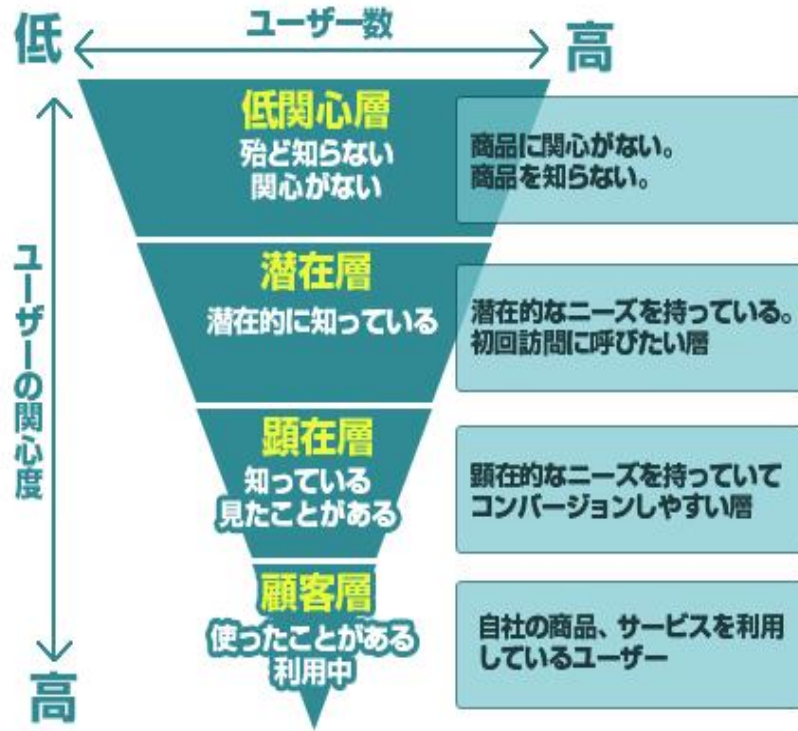 低
ユーザー数
高
ユーザーの関心度
高
低関心層
殆ど知らない
関心がない
商品に関心がない。
商品を知らない。
潜在層
潜在的に知っている
潜在的なニーズを持っている。
初回訪問に呼びたい層
顕在層
知っている
見たことがある
顕在的なニーズを持っていて
コンバージョンしやすい層
顧客層
使ったことがある
利用中
自社の商品、サービスを利用
しているユーザー